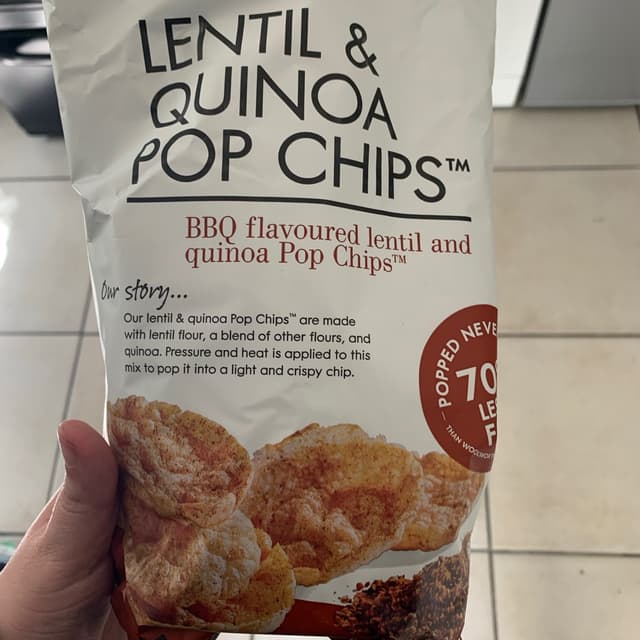 LENTIL &
QUINOA
POP CHIPS™
BBQ flavoured lentil and
quinoa Pop Chips™
Our story...
Our lentil & quinoa Pop Chips™ are made
with lentil flour, a blend of other flours, and
quinoa. Pressure and heat is applied to this
mix to pop it into a light and crispy chip.
POPPED
70
THAN